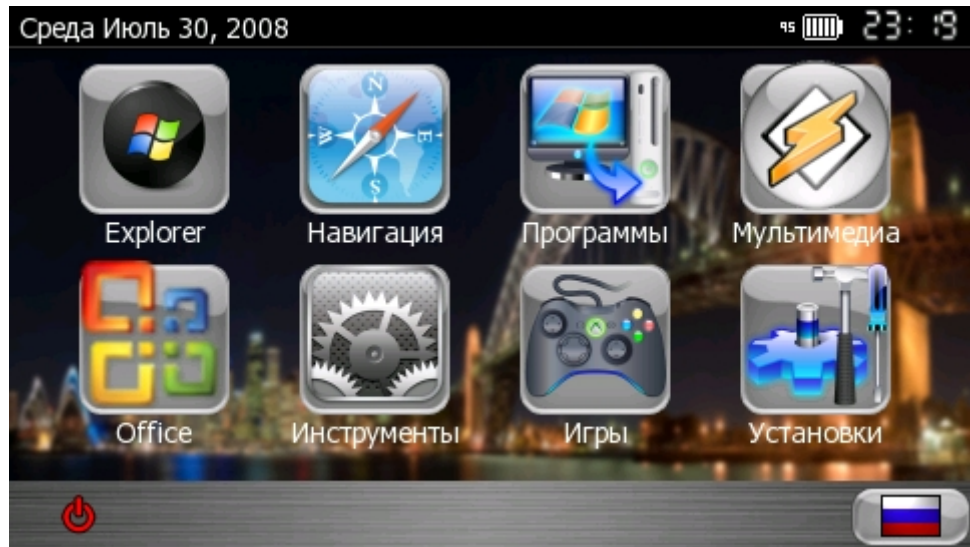 Среда Июль 30, 2008 95 23:19
Explorer Навигация Программы Мультимедиа
N
W E
S
Office Инструменты Игры Установки